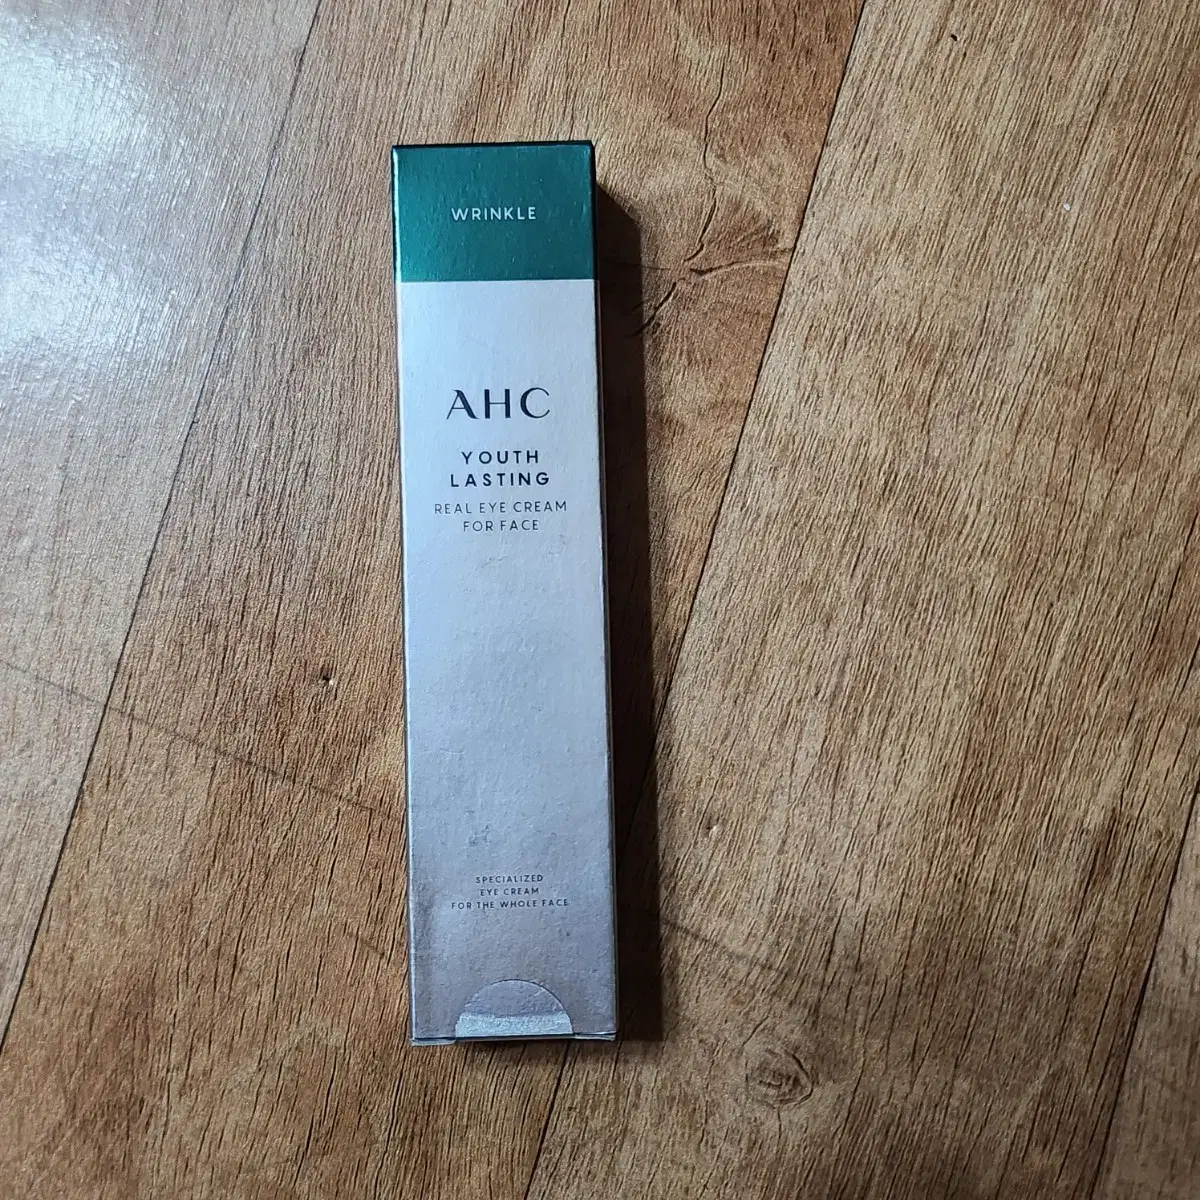 WRINKLE
AHC
YOUTH
LASTING
REAL EYE CREAM
FOR FACE
SPECIALIZED
EYE CREAM
FOR THE WHOLE FACE